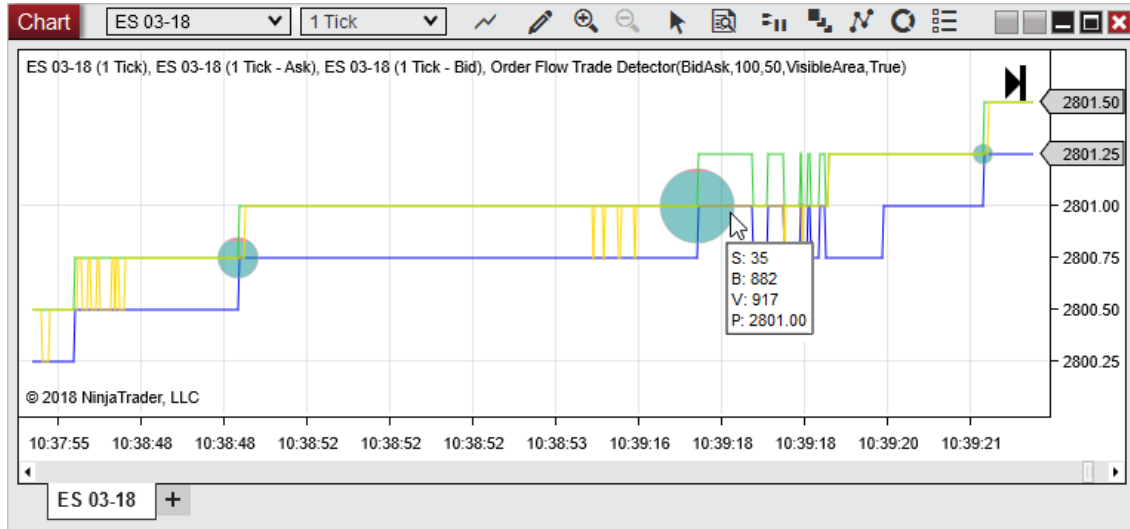 Chart ES 03-18 1 Tick
ES 03-18 (1 Tick), ES 03-18 (1 Tick - Ask), ES 03-18 (1 Tick - Bid), Order Flow Trade Detector(BidAsk,100,50,VisibleArea,True)
2801.50
2801.25
2801.00
2800.75
2800.50
2800.25
S: 35
B: 882
V: 917
P: 2801.00
© 2018 NinjaTrader, LLC
10:37:55 10:38:48 10:38:48 10:38:52 10:38:52 10:38:52 10:38:53 10:39:16 10:39:18 10:39:18 10:39:20 10:39:21
ES 03-18 +